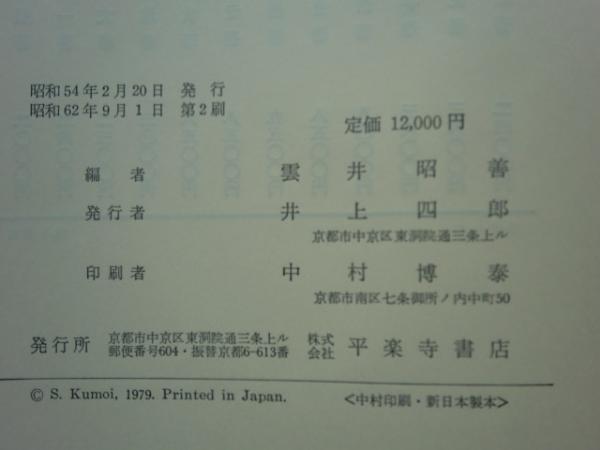 昭和54年2月20日 発行
昭和62年9月1日 第2刷
定価 12,000円
編者 雲井昭善
発行者 井上四郎
京都市中京区東洞院通三条上ル
印刷者 中村博泰
京都市南区七条御所ノ内中町50
発行所 京都市中京区東洞院通三条上ル 株式会社 平楽寺書店
郵便番号604・振替京都6-613番
© S. Kumoi, 1979. Printed in Japan. <中村印刷・新日本製本>